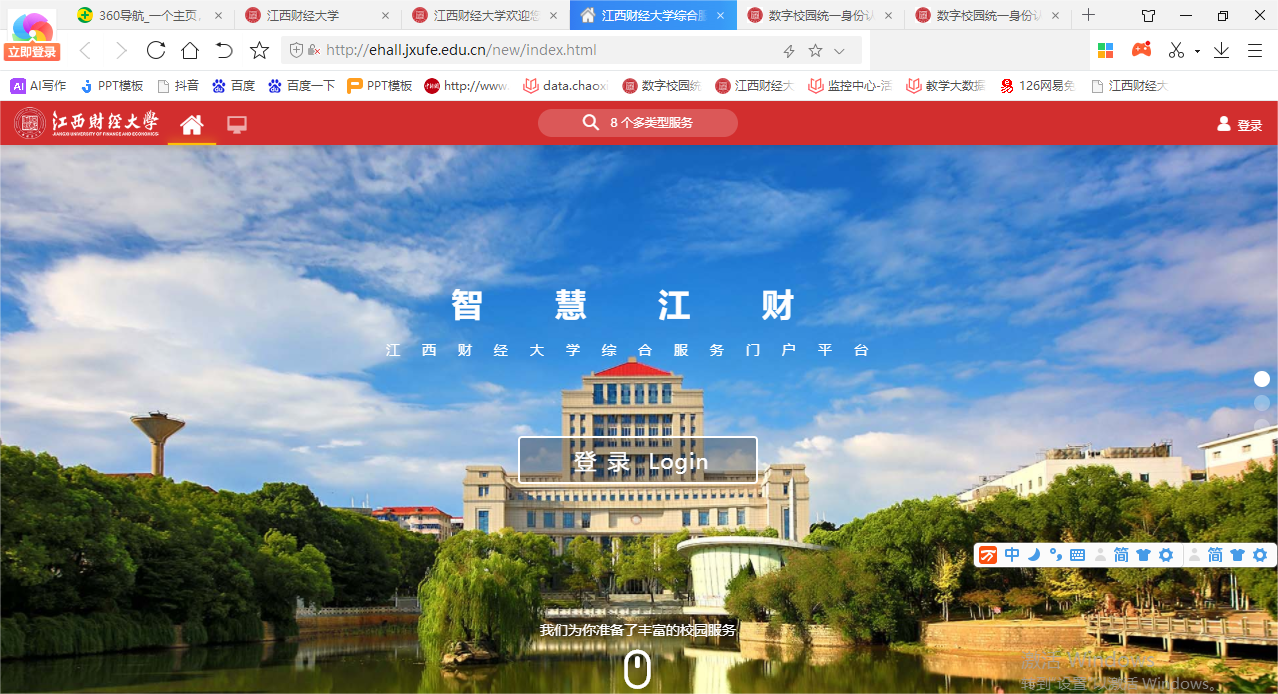 360导航_一个主页
江西财经大学
江西财经大学欢迎您
江西财经大学综合服
数字校园统一身份认
数字校园统一身份认
立即登录
http://ehall.jxufe.edu.cn/new/index.html
AI写作
PPT模板
抖音
百度
百度一下
PPT模板
http://www.
data.chaoxi
数字校园统
江西财经大
监控中心-活
教学大数据
126网易免
江西财经大
江西财经大学
JIANGXI UNIVERSITY OF FINANCE AND ECONOMICS
8 个多类型服务
登录
智慧江财
江西财经大学综合服务门户平台
登 录 Login
中
简
简
我们为你准备了丰富的校园服务
激活 Windows
转到"设置"以激活 Windows。